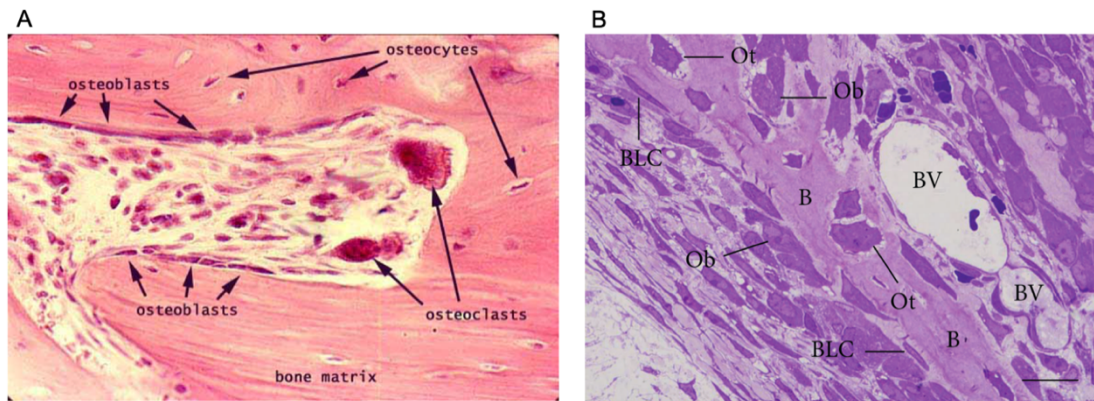 A
osteocytes
osteoblasts
osteoblasts
osteoclasts
bone matrix
B
Ot
Ob
BLC
BV
B
Ob
Ot
BV
BLC
B